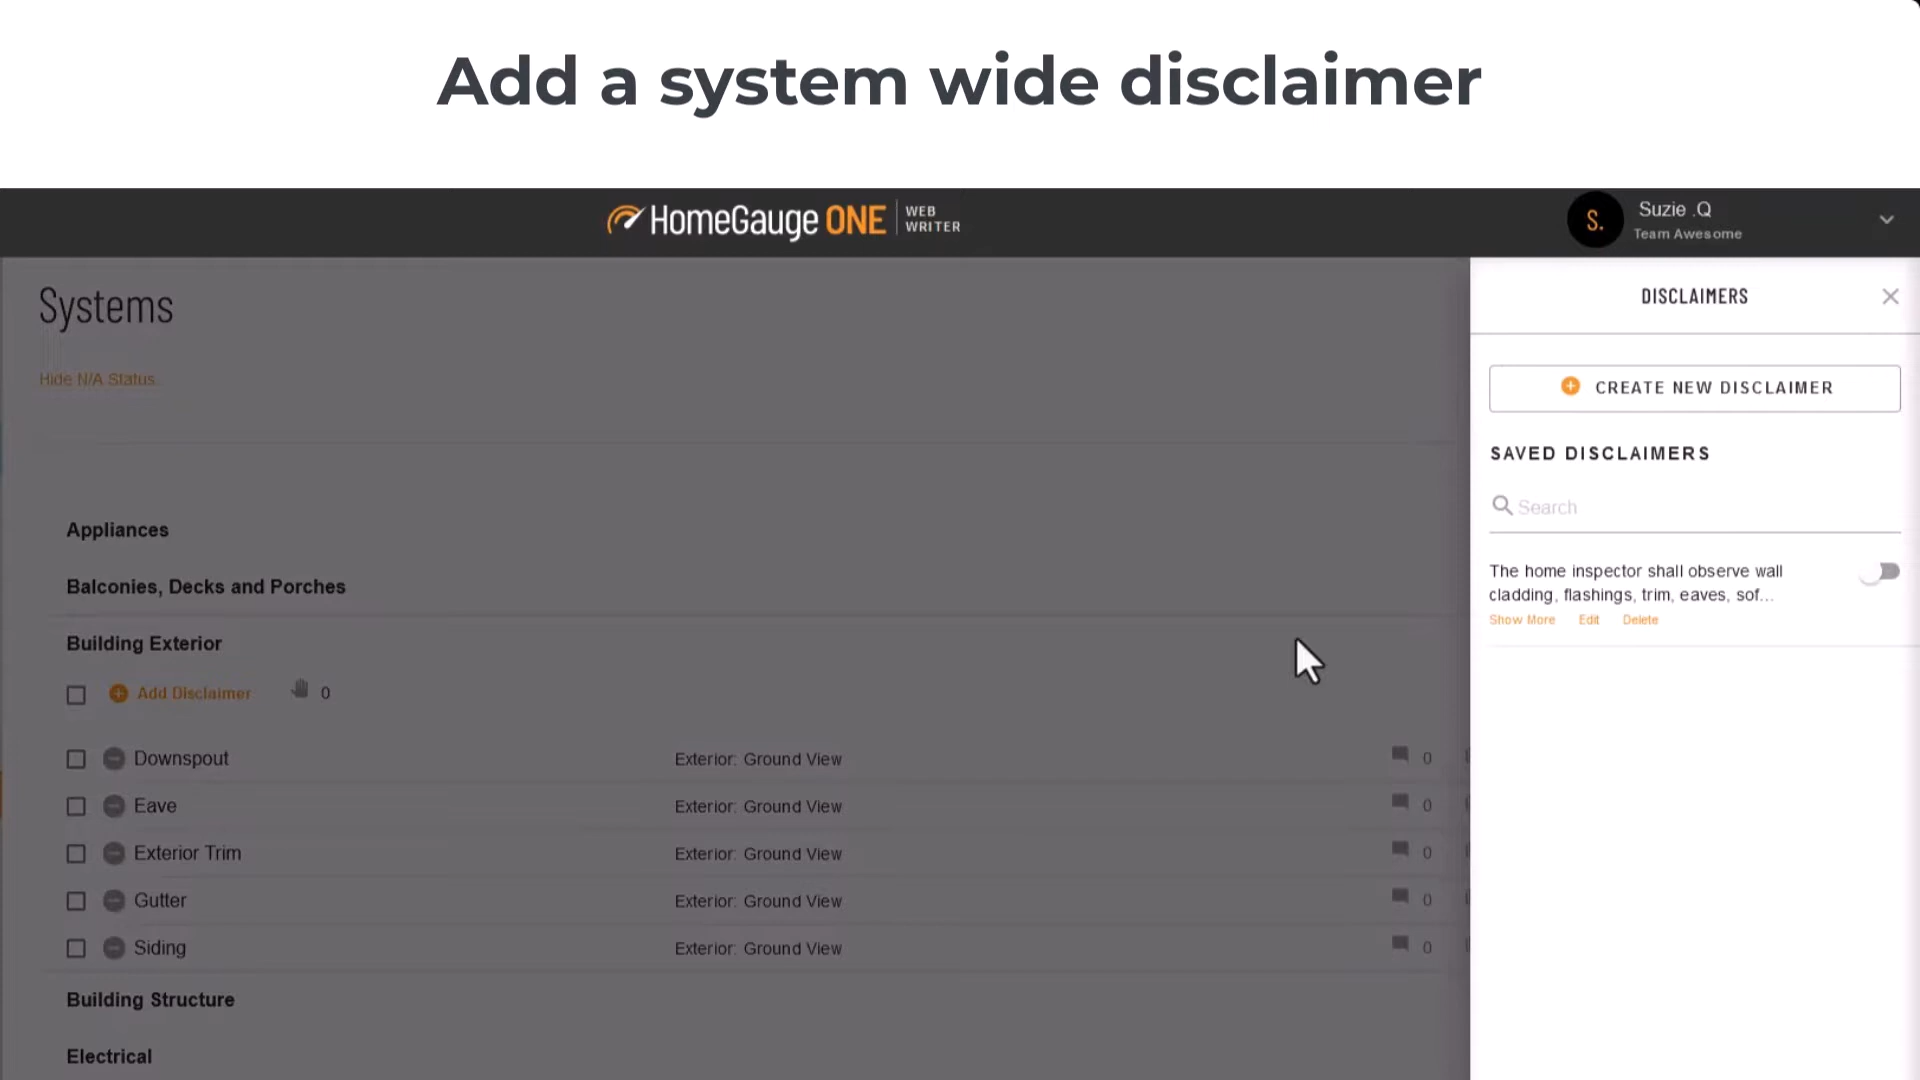 Add a system wide disclaimer
HomeGauge ONE
WEB
WRITER
S.
Suzie .Q
Team Awesome
Systems
Hide N/A Status
Appliances
Balconies, Decks and Porches
Building Exterior
Add Disclaimer 0
Downspout Exterior: Ground View 0
Eave Exterior: Ground View 0
Exterior Trim Exterior: Ground View 0
Gutter Exterior: Ground View 0
Siding Exterior: Ground View 0
Building Structure
Electrical
DISCLAIMERS
CREATE NEW DISCLAIMER
SAVED DISCLAIMERS
Search
The home inspector shall observe wall
cladding, flashings, trim, eaves, sof...
Show More Edit Delete